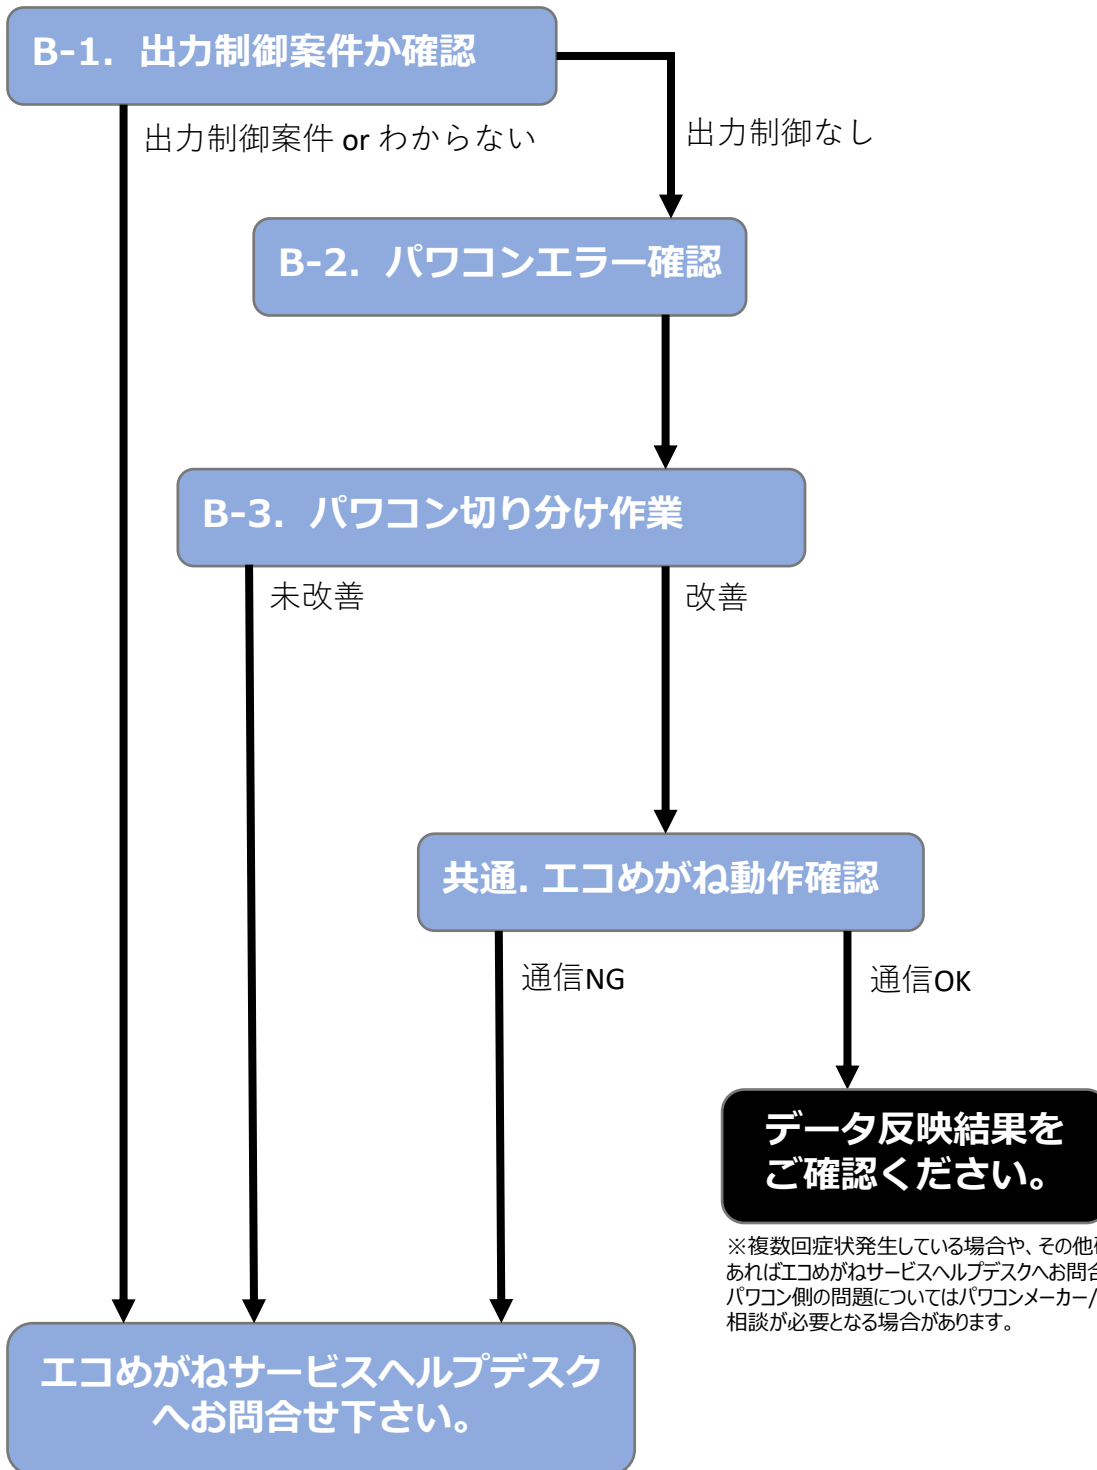 B-1. 出力制御案件か確認
出力制御案件 or わからない
出力制御なし
B-2. パワコンエラー確認
B-3. パワコン切り分け作業
未改善
改善
共通. エコめがね動作確認
通信NG
通信OK
データ反映結果を
ご確認ください。
※複数回症状発生している場合や、その他
あればエコめがねサービスヘルプデスクへお問合
パワコン側の問題についてはパワコンメーカー/
相談が必要となる場合があります。
エコめがねサービスヘルプデスク
へお問合せ下さい。